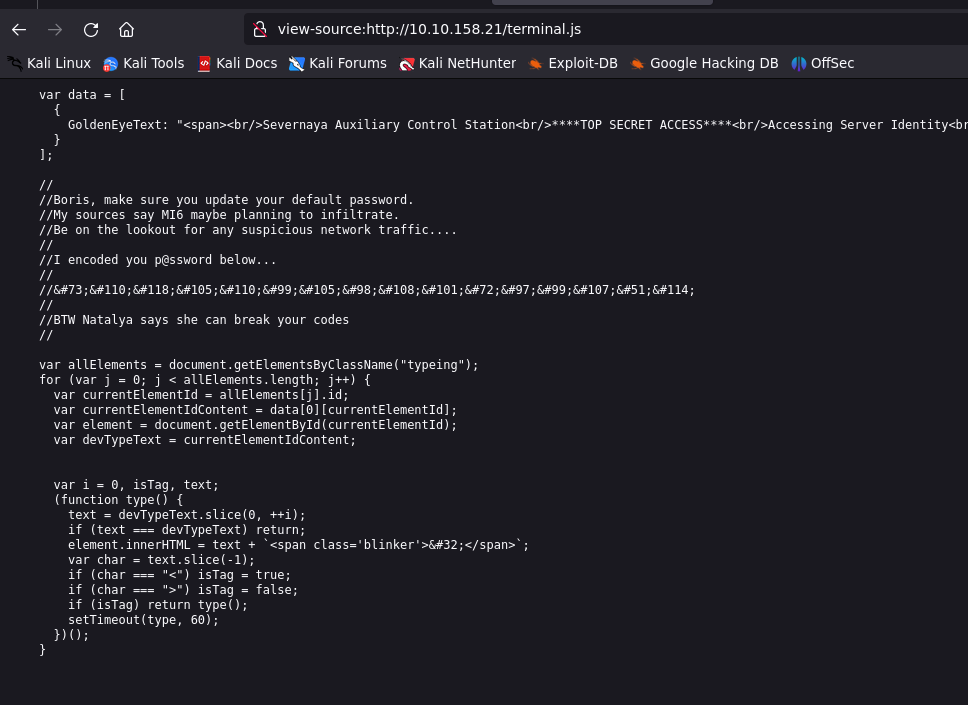 view-source:http://10.10.158.21/terminal.js
Kali Linux Kali Tools Kali Docs Kali Forums Kali NetHunter Exploit-DB Google Hacking DB OffSec
var data = [
  {
    GoldenEyeText: "<span><br/>Severnaya Auxiliary Control Station<br/>****TOP SECRET ACCESS****<br/>Accessing Server Identity<br
  }
];
//
//Boris, make sure you update your default password.
//My sources say MI6 maybe planning to infiltrate.
//Be on the lookout for any suspicious network traffic....
//
//I encoded you p@ssword below...
//
//&#73;&#110;&#118;&#105;&#110;&#99;&#105;&#98;&#108;&#101;&#72;&#97;&#99;&#107;&#51;&#114;
//
//BTW Natalya says she can break your codes
//
var allElements = document.getElementsByClassName("typeing");
for (var j = 0; j < allElements.length; j++) {
  var currentElementId = allElements[j].id;
  var currentElementIdContent = data[0][currentElementId];
  var element = document.getElementById(currentElementId);
  var devTypeText = currentElementIdContent;
  var i = 0, isTag, text;
  (function type() {
    text = devTypeText.slice(0, ++i);
    if (text === devTypeText) return;
    element.innerHTML = text + `<span class='blinker'>&#32;</span>`;
    var char = text.slice(-1);
    if (char === "<") isTag = true;
    if (char === ">") isTag = false;
    if (isTag) return type();
    setTimeout(type, 60);
  })();
}